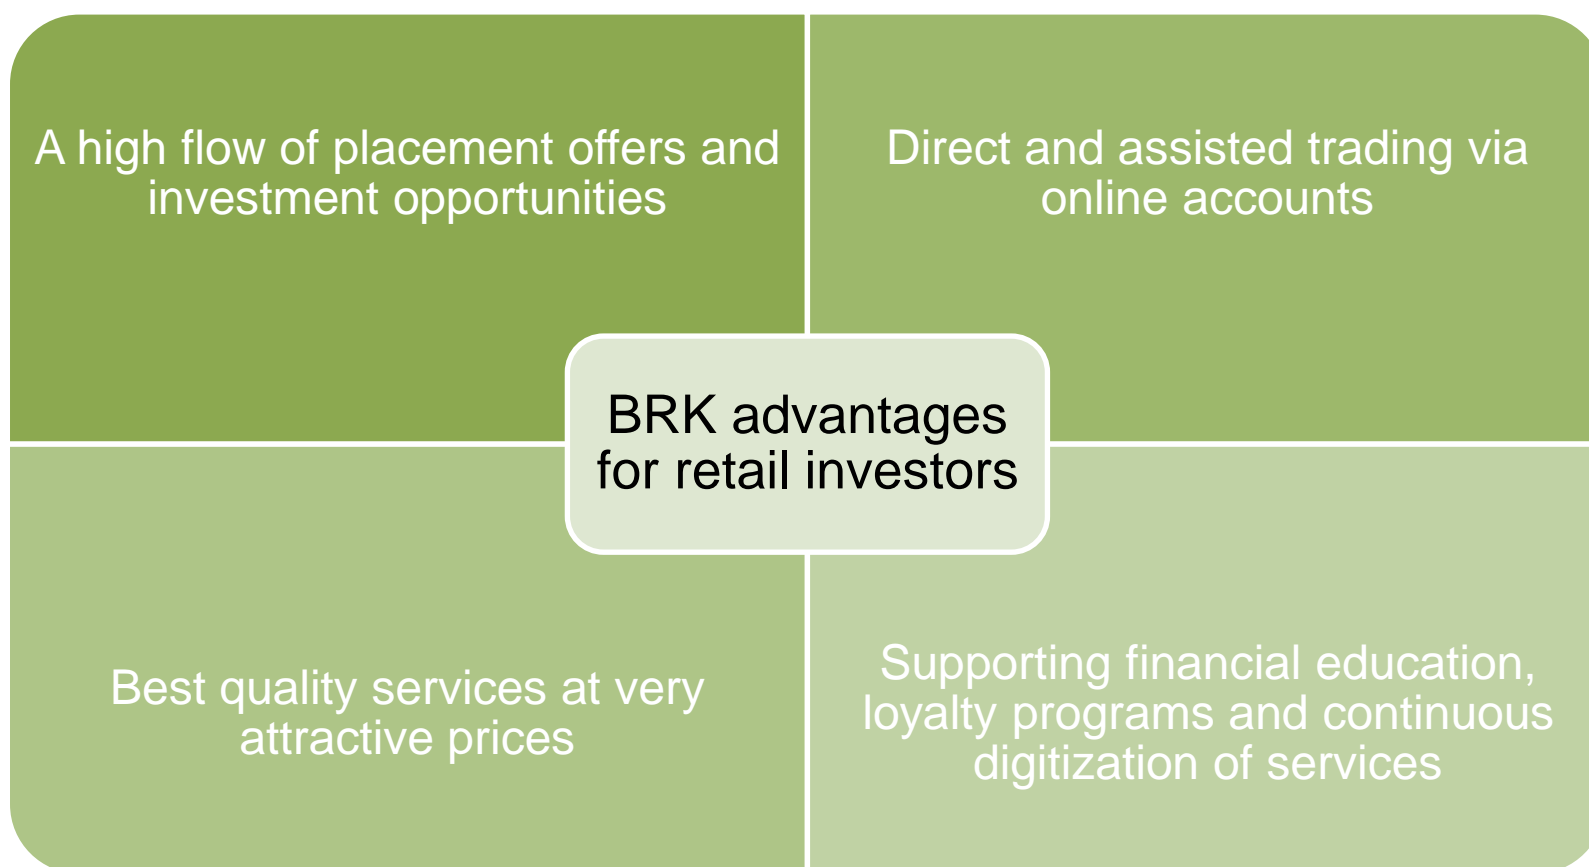 A high flow of placement offers and
investment opportunities
Direct and assisted trading via
online accounts
BRK advantages
for retail investors
Best quality services at very
attractive prices
Supporting financial education,
loyalty programs and continuous
digitization of services